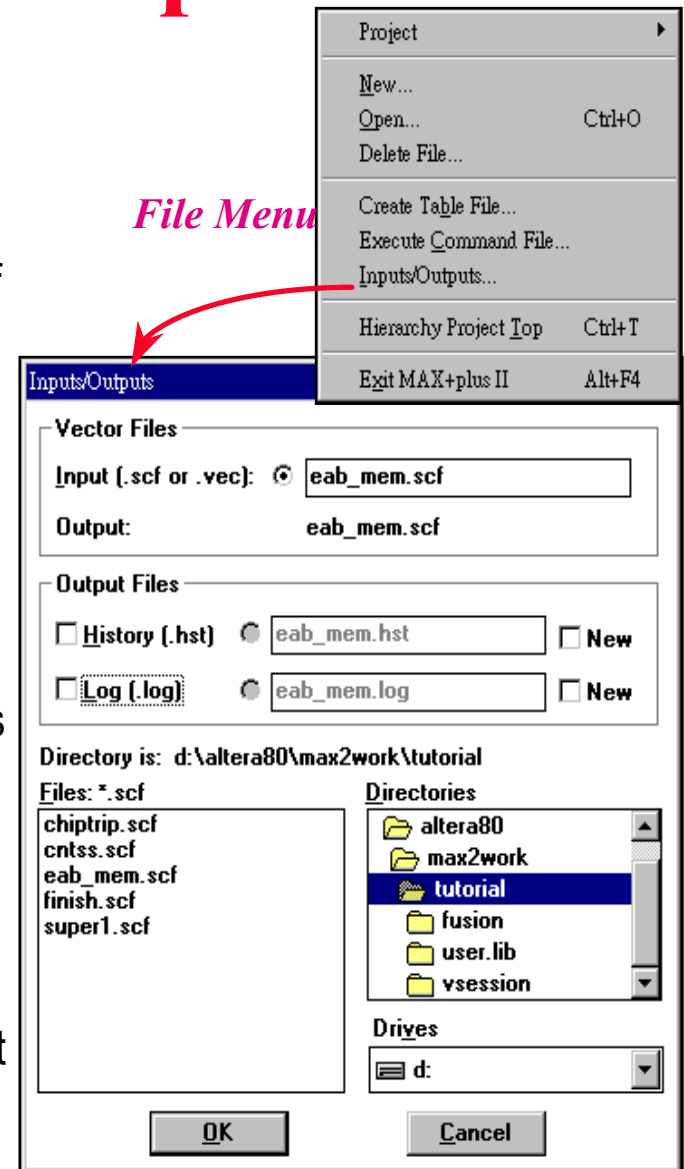 Project
New...
Open... Ctrl+O
Delete File...
File Menu
Create Table File...
Execute Command File...
Inputs/Outputs...
Hierarchy Project Top Ctrl+T
Exit MAX+plus II Alt+F4
Inputs/Outputs
Vector Files
Input (.scf or .vec): eab_mem.scf
Output: eab_mem.scf
Output Files
History (.hst) eab_mem.hst New
Log (.log) eab_mem.log New
s
Directory is: d:\altera80\max2work\tutorial
Files: *.scf Directories
chiptrip.scf altera80
cntss.scf max2work
eab_mem.scf tutorial
finish.scf fusion
super1.scf user.lib
vsession
t
Drives
d:
OK Cancel